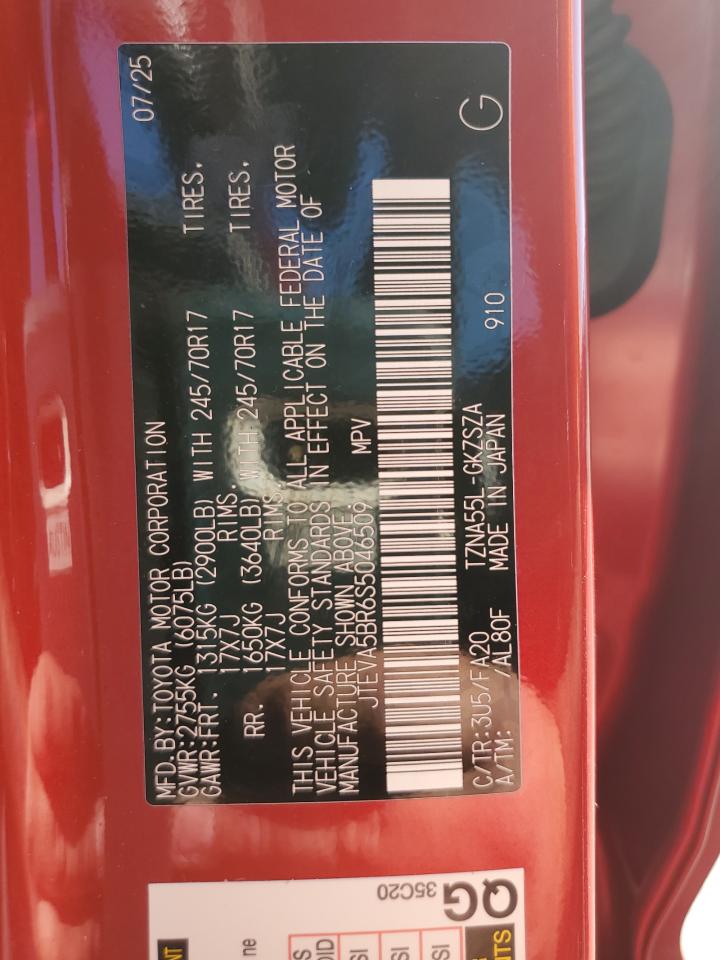 MFD.BY:TOYOTA MOTOR CORPORATION 07/25
GVWR:2755KG (6075LB)
GAWR:FRT. 1315KG (2900LB) WITH 245/70R17 TIRES,
17X7J RIMS,
RR. 1650KG (3640LB) WITH 245/70R17 TIRES,
17X7J RIMS
THIS VEHICLE CONFORMS TO ALL APPLICABLE FEDERAL MOTOR
VEHICLE SAFETY STANDARDS IN EFFECT ON THE DATE OF
MANUFACTURE SHOWN ABOVE.
JTEVA5BR6S5046509 MPV
C/TR:3U5/FA20 TZNA55L-GKZSZA
A/TM: /AL80F MADE IN JAPAN 910 G
QG
35C20